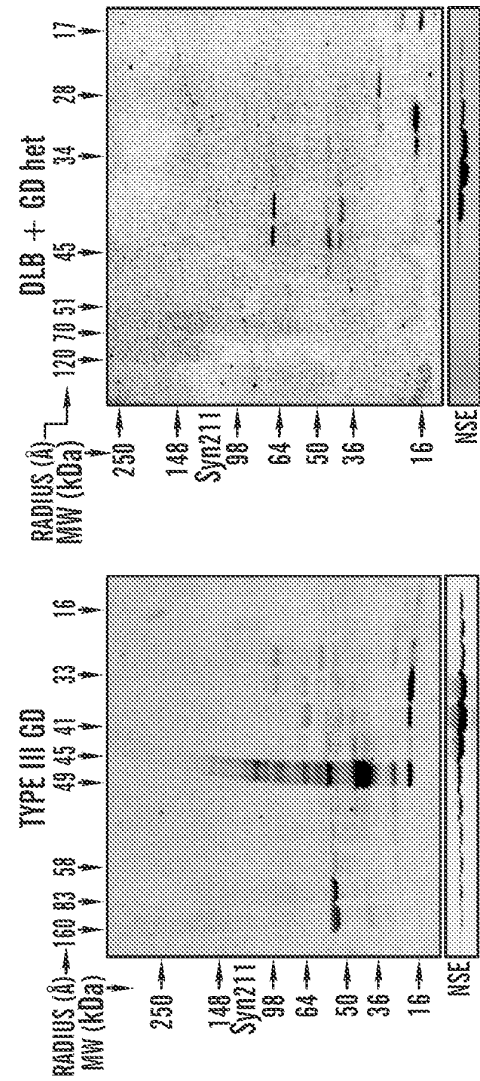 TYPE III GD
RADIUS (Å) 160 83 58 49 45 41 33 16
MW (kDa)
250
148
Syn211
98
64
50
36
16
NSE
DLB + GD het
RADIUS (Å) 120 70 51 45 34 28 17
MW (kDa)
250
148
Syn211
98
64
50
36
16
NSE